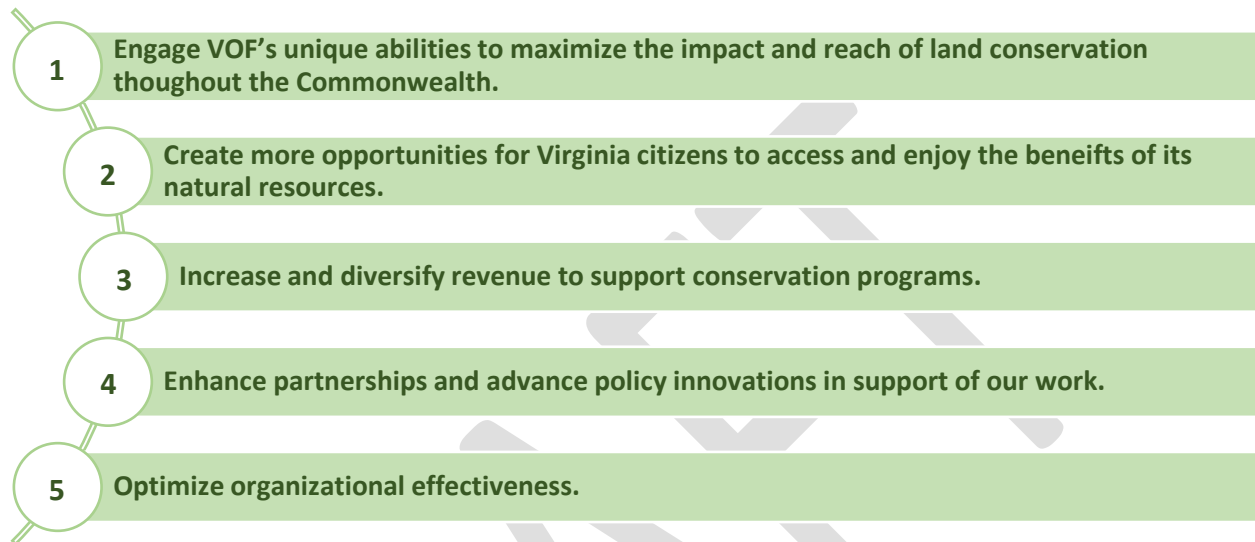 1
Engage VOF's unique abilities to maximize the impact and reach of land conservation
thoughout the Commonwealth.
2
Create more opportunities for Virginia citizens to access and enjoy the beneifts of its
natural resources.
3
Increase and diversify revenue to support conservation programs.
4
Enhance partnerships and advance policy innovations in support of our work.
5
Optimize organizational effectiveness.